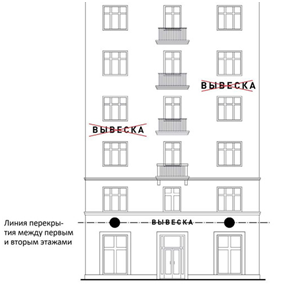 ВЫВЕСКА
ВЫВЕСКА
Линия перекры-
тия между первым
и вторым этажами
ВЫВЕСКА